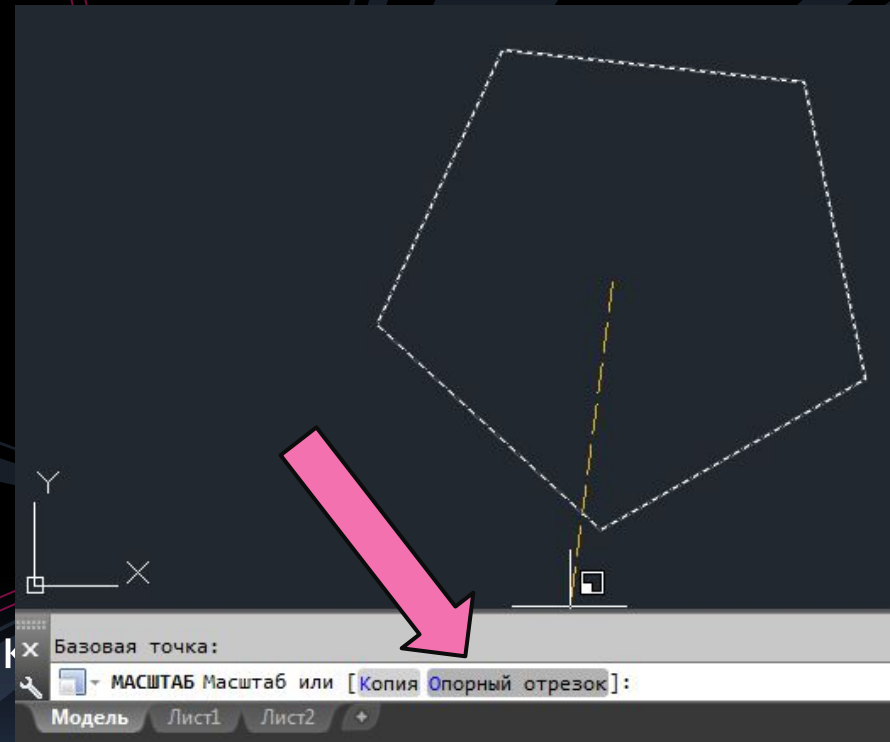 Y
X
Базовая точка:
МАСШТАБ Масштаб или [Копия Опорный отрезок]:
Модель Лист1 Лист2 +